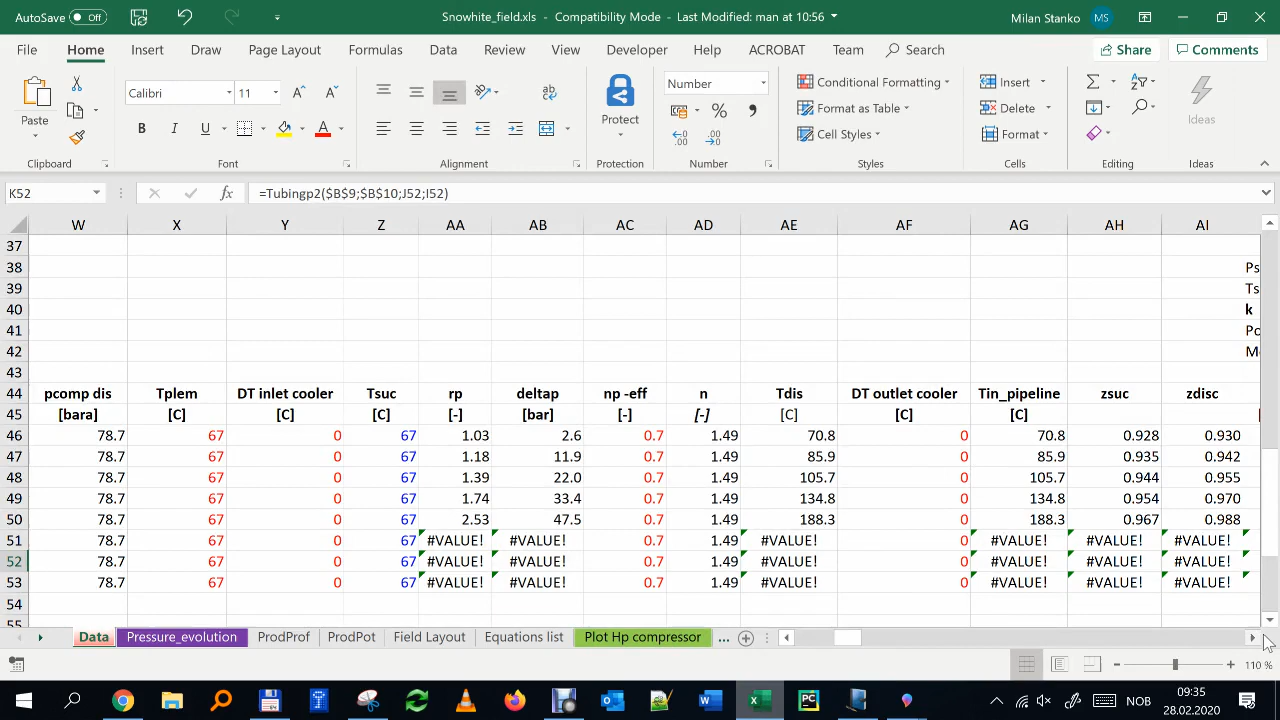 AutoSave Off Snowhite_field.xls - Compatibility Mode - Last Modified: man at 10:56 Milan Stanko MS
File Home Insert Draw Page Layout Formulas Data Review View Developer Help ACROBAT Team Search Share Comments
Paste Calibri 11 A A Protect Number Conditional Formatting Insert Ideas
B I U A % Format as Table Delete
Cell Styles Format
Clipboard Font Alignment Protection Number Styles Cells Editing Ideas
K52 fx =Tubingp2($B$9;$B$10;J52;I52)
W X Y Z AA AB AC AD AE AF AG AH AI
37
38 Ps
39 Ts
40 k
41 Po
42 M
43
44 pcomp dis Tplem DT inlet cooler Tsuc rp deltap np -eff n Tdis DT outlet cooler Tin_pipeline zsuc zdisc
45 [bara] [C] [C] [C] [-] [bar] [-] [-] [C] [C] [C]
46 78.7 67 0 67 1.03 2.6 0.7 1.49 70.8 0 70.8 0.928 0.930
47 78.7 67 0 67 1.18 11.9 0.7 1.49 85.9 0 85.9 0.935 0.942
48 78.7 67 0 67 1.39 22.0 0.7 1.49 105.7 0 105.7 0.944 0.955
49 78.7 67 0 67 1.74 33.4 0.7 1.49 134.8 0 134.8 0.954 0.970
50 78.7 67 0 67 2.53 47.5 0.7 1.49 188.3 0 188.3 0.967 0.988
51 78.7 67 0 67 #VALUE! #VALUE! 0.7 1.49 #VALUE! 0 #VALUE! #VALUE! #VALUE!
52 78.7 67 0 67 #VALUE! #VALUE! 0.7 1.49 #VALUE! 0 #VALUE! #VALUE! #VALUE!
53 78.7 67 0 67 #VALUE! #VALUE! 0.7 1.49 #VALUE! 0 #VALUE! #VALUE! #VALUE!
54
55
Data Pressure_evolution ProdProf ProdPot Field Layout Equations list Plot Hp compressor ...
110 %
NOB 09:35
28.02.2020